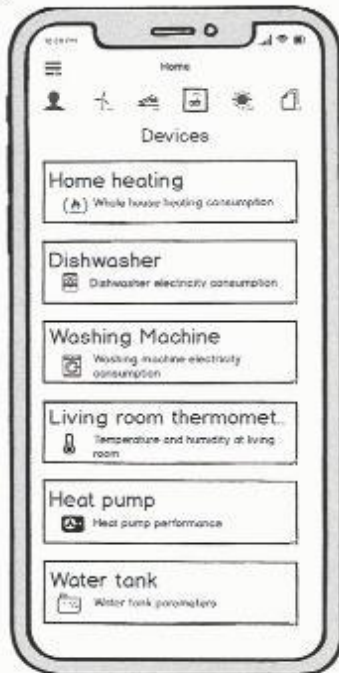 Home
Devices
Home heating
Whole house heating consumption
Dishwasher
Dishwasher electricity consumption
Washing Machine
Washing machine electricity
consumption
Living room thermomet..
Temperature and humidity at living
room
Heat pump
Heat pump performance
Water tank
Water tank parameters